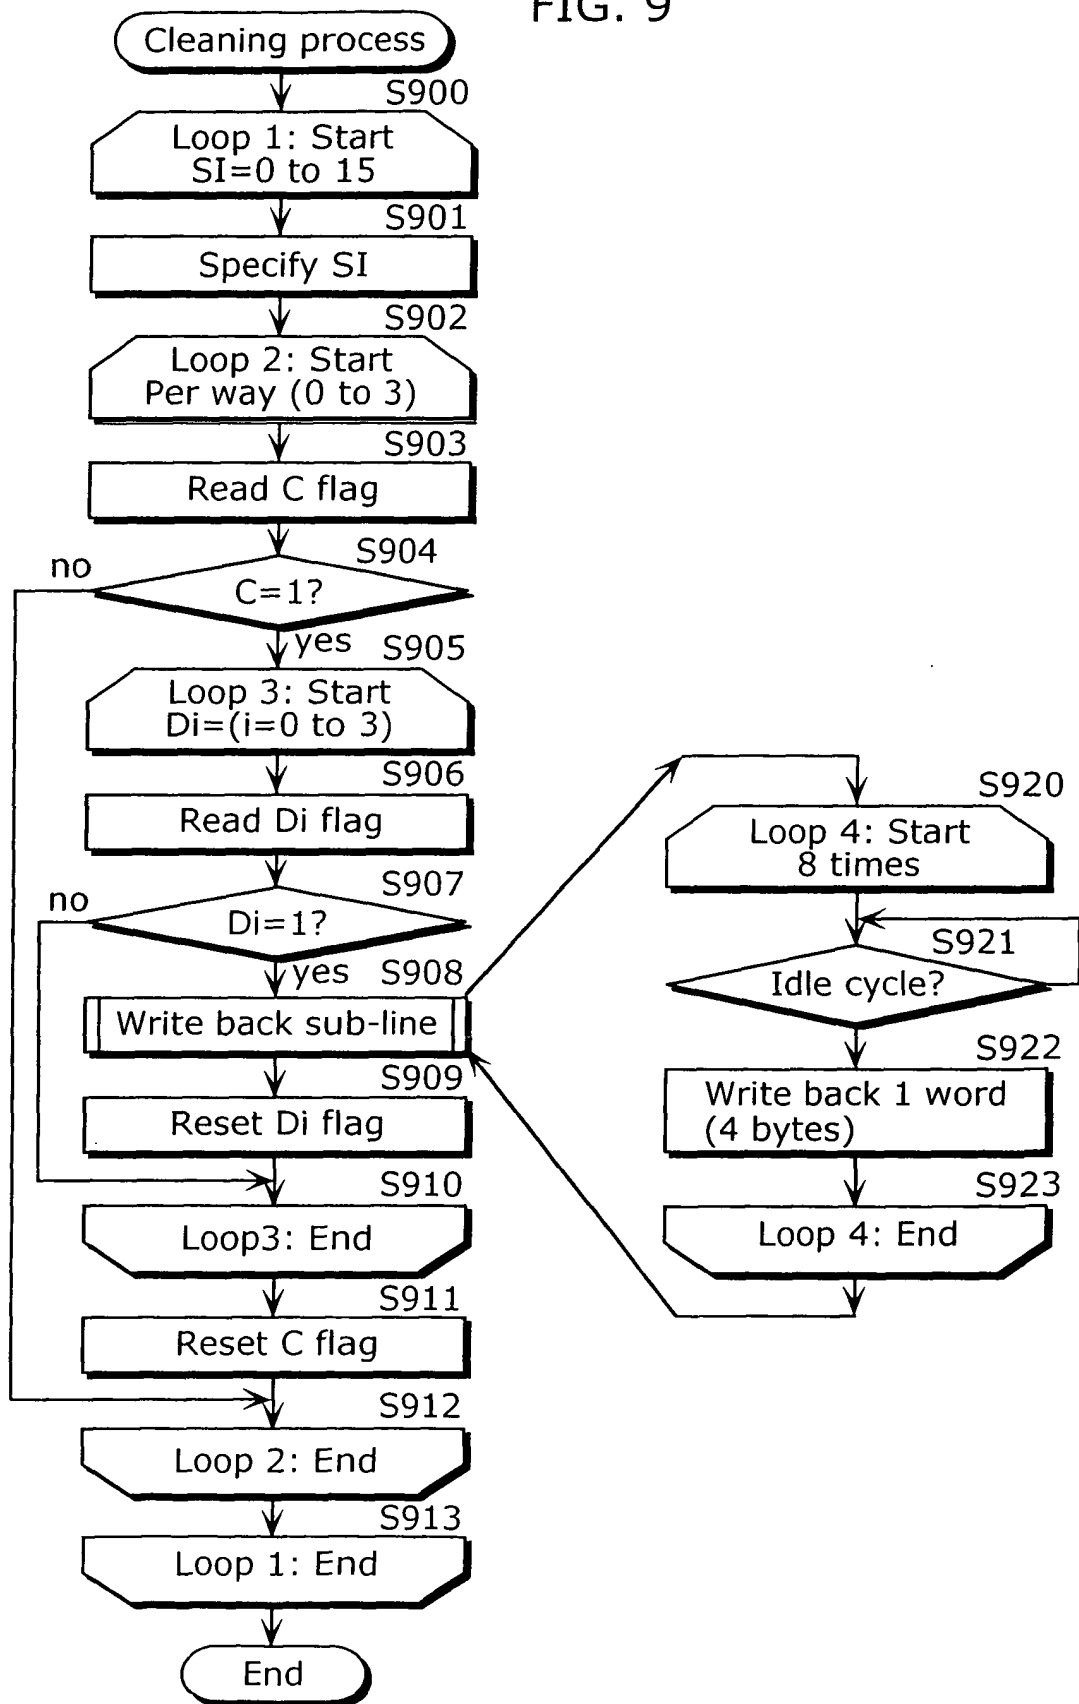 FIG. 9
Cleaning process
S900
Loop 1: Start
SI=0 to 15
S901
Specify SI
S902
Loop 2: Start
Per way (0 to 3)
S903
Read C flag
S904
no
C=1?
yes
S905
Loop 3: Start
Di=(i=0 to 3)
S906
Read Di flag
S907
no
Di=1?
yes
S908
Write back sub-line
S909
Reset Di flag
S910
Loop3: End
S911
Reset C flag
S912
Loop 2: End
S913
Loop 1: End
End
S920
Loop 4: Start
8 times
S921
Idle cycle?
S922
Write back 1 word
(4 bytes)
S923
Loop 4: End